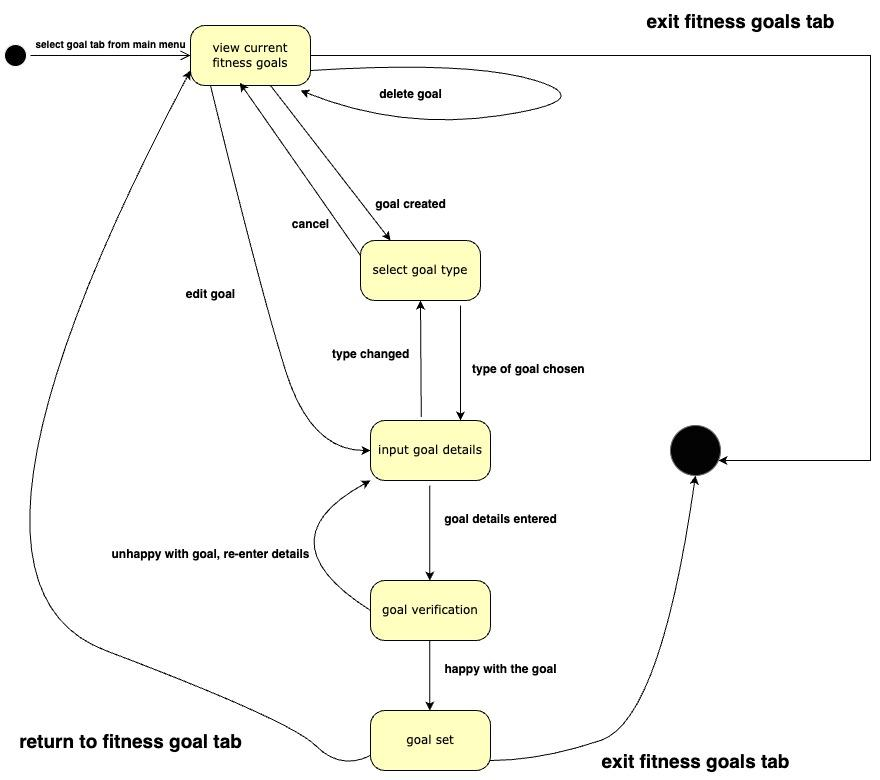 exit fitness goals tab
select goal tab from main menu
view current
fitness goals
delete goal
goal created
cancel
select goal type
edit goal
type changed
type of goal chosen
input goal details
goal details entered
unhappy with goal, re-enter details
goal verification
happy with the goal
goal set
return to fitness goal tab
exit fitness goals tab